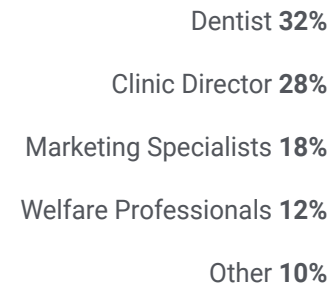 Dentist 32%
Clinic Director 28%
Marketing Specialists 18%
Welfare Professionals 12%
Other 10%